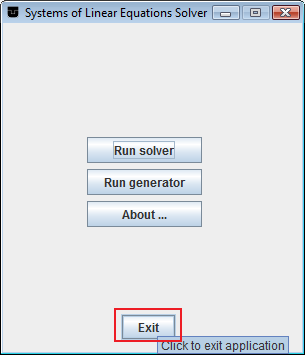 Systems of Linear Equations Solver
Run solver
Run generator
About ...
Exit
Click to exit application